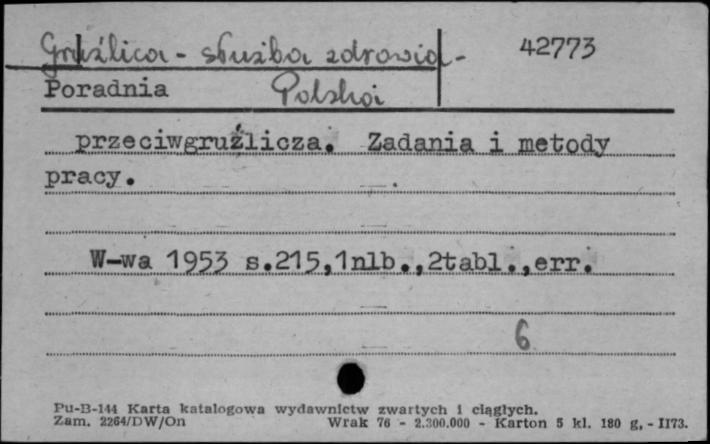 Gruźlica - służba zdrowia - 42773
Poradnia Polska
przeciwgruźlicza. Zadania i metody
pracy.
W-wa 1953 s.215,1nlb.,2tabl.,err.
6
Pu-B-144 Karta katalogowa wydawnictw zwartych i ciągłych.
Zam. 2264/DW/On Wrak 76 - 2.300.000 - Karton 5 kl. 180 g, - II73.